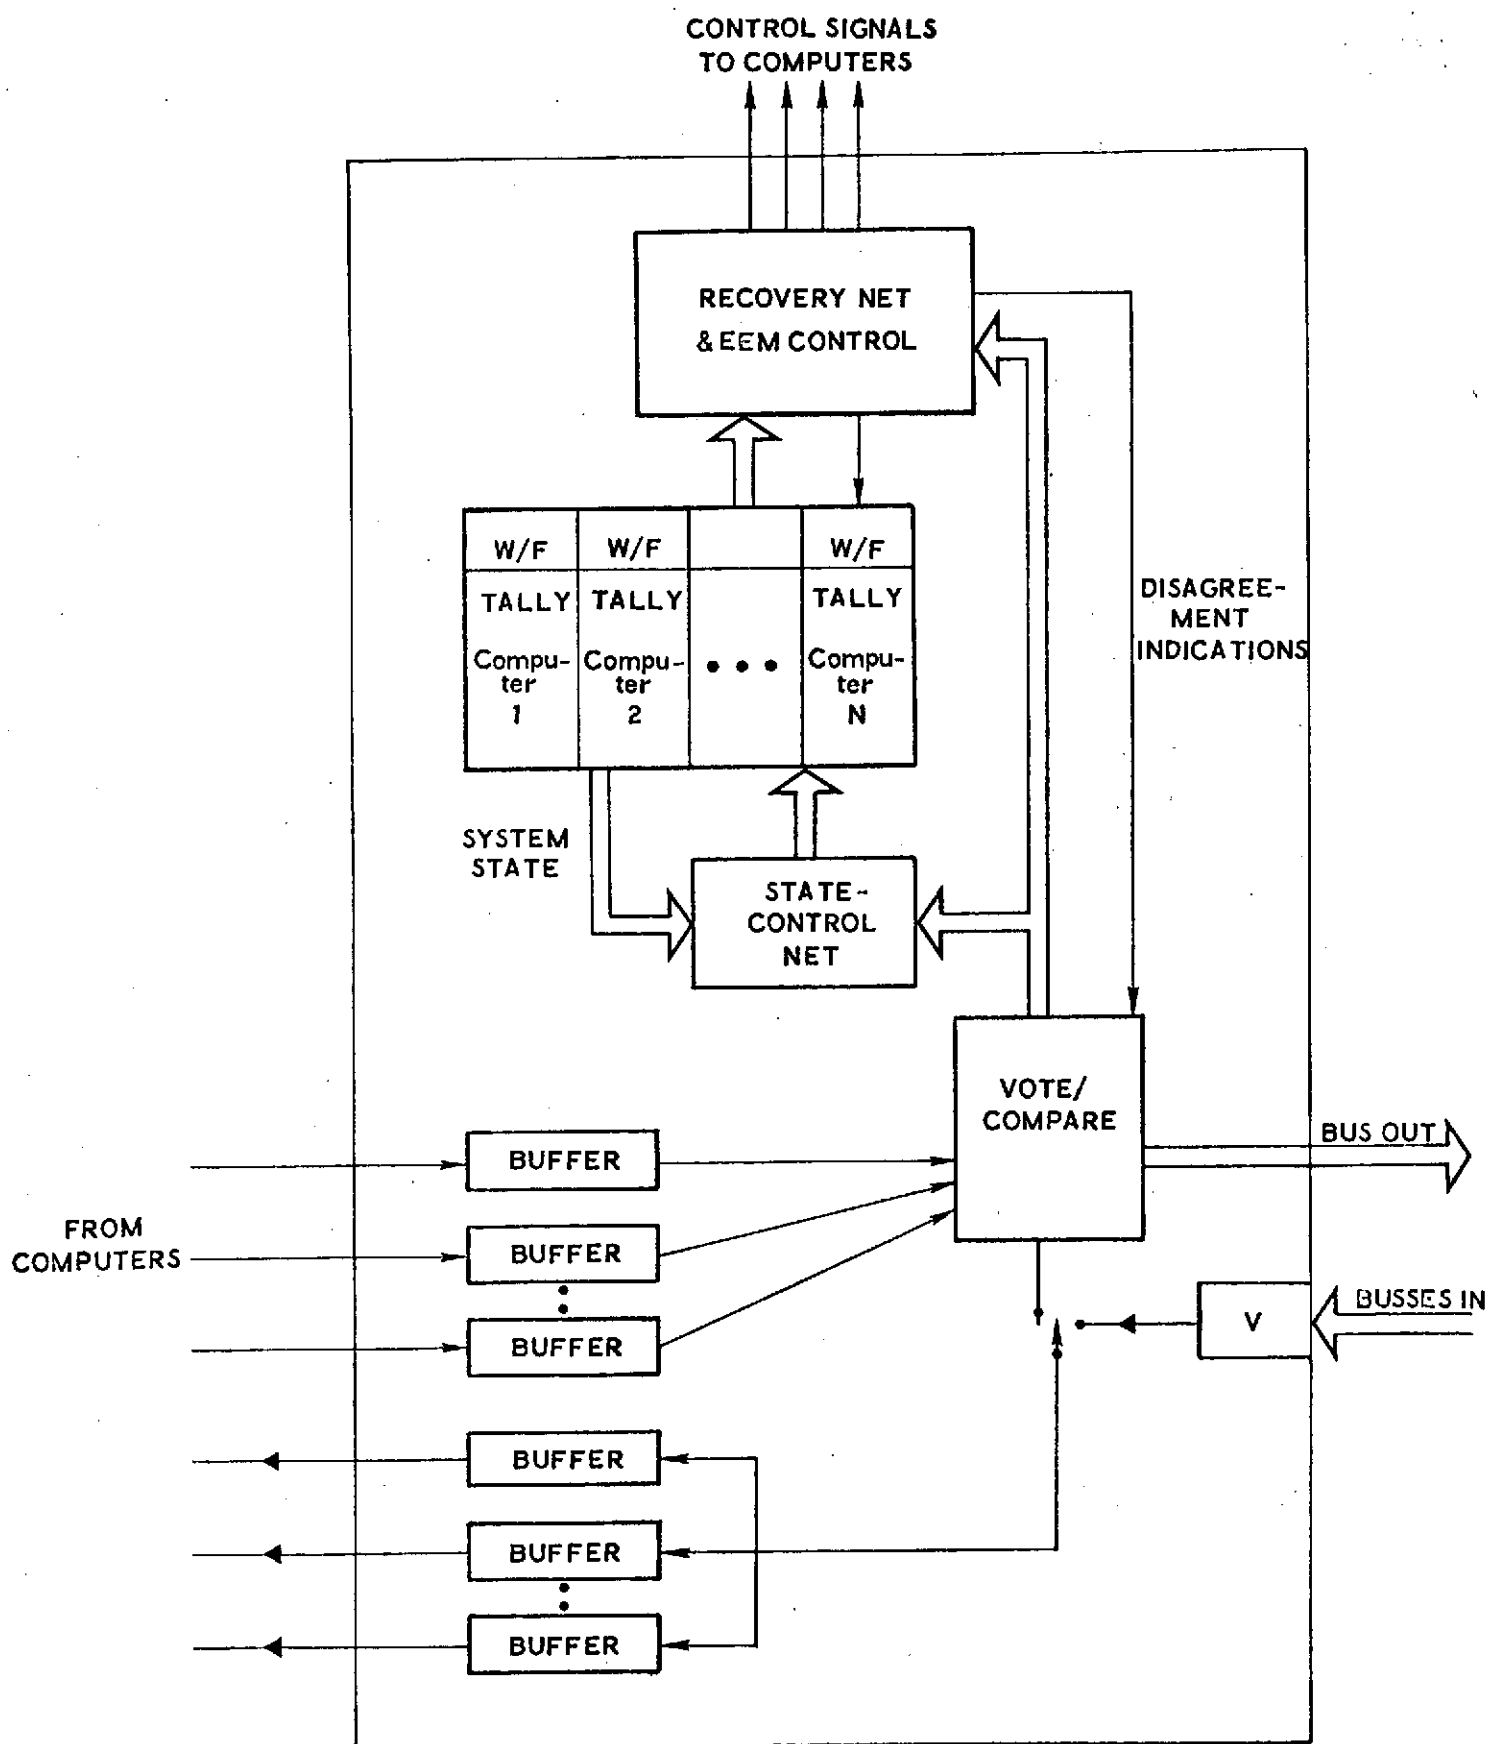 CONTROL SIGNALS
TO COMPUTERS
RECOVERY NET
& EEM CONTROL
W/F
W/F
W/F
TALLY
TALLY
TALLY
Compu-
ter
1
Compu-
ter
2
• • •
Compu-
ter
N
DISAGREE-
MENT
INDICATIONS
SYSTEM
STATE
STATE-
CONTROL
NET
VOTE/
COMPARE
BUS OUT
BUFFER
FROM
COMPUTERS
BUFFER
BUFFER
BUSSES IN
V
BUFFER
BUFFER
BUFFER